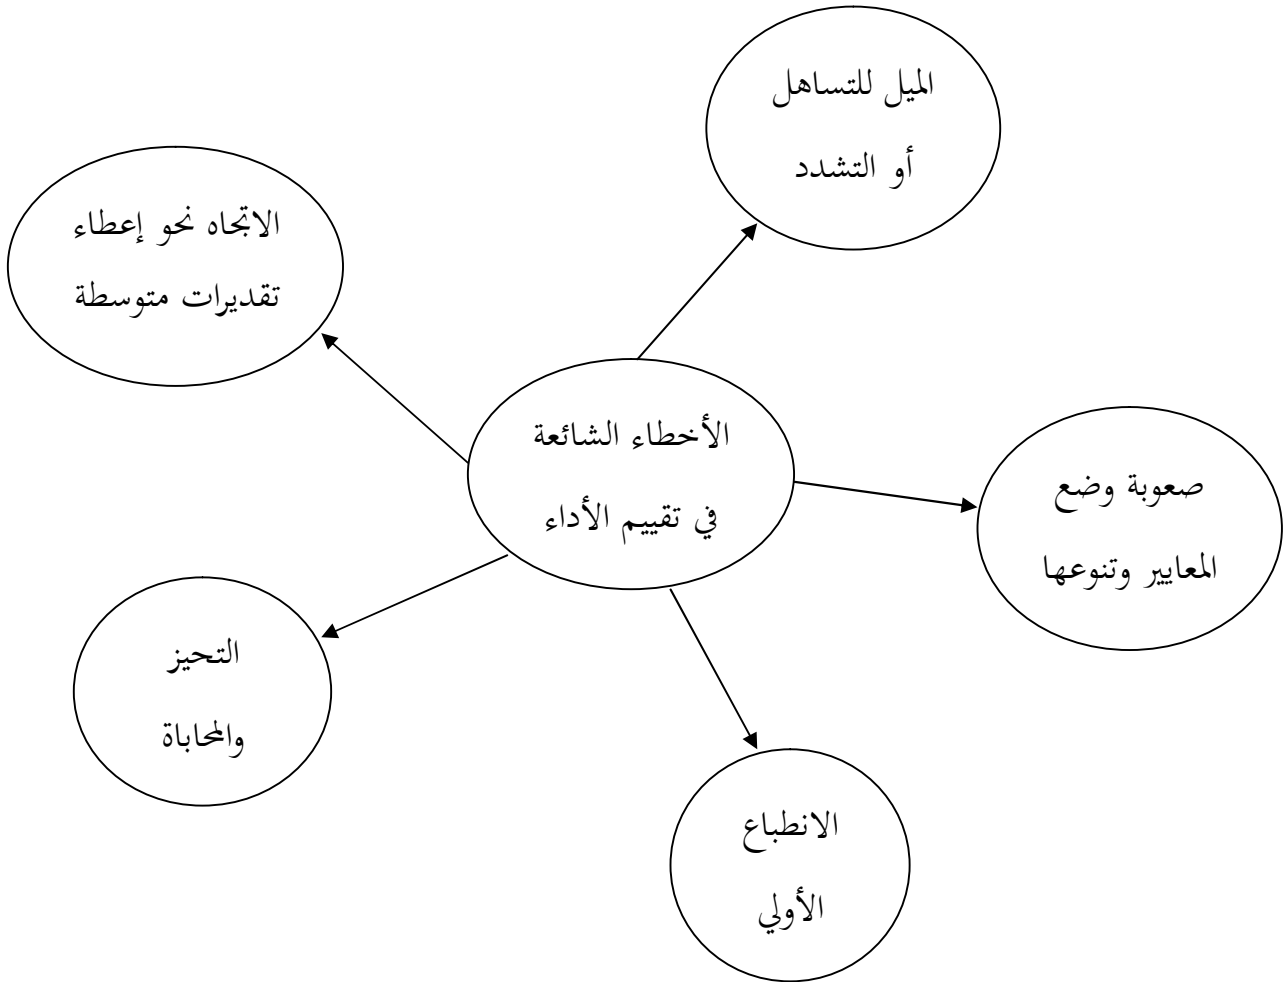 الميل للتساهل
أو التشدد
الاتجاه نحو إعطاء
تقديرات متوسطة
الأخطاء الشائعة
في تقييم الأداء
صعوبة وضع
المعايير وتنوعها
التحيز
والمحاباة
الانطباع
الأولي